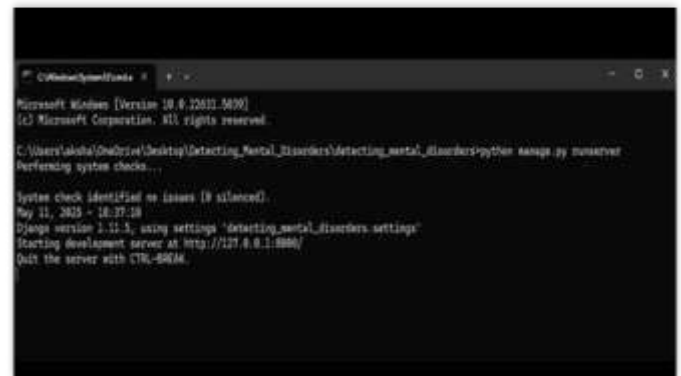 C:\Windows\System32\cmd.e
Microsoft Windows [Version 10.0.22631.5039]
(c) Microsoft Corporation. All rights reserved.
C:\Users\aksha\OneDrive\Desktop\Detecting_Mental_Disorders\detecting_mental_disorders>python manage.py runserver
Performing system checks...
System check identified no issues (0 silenced).
May 11, 2025 - 18:37:10
Django version 1.11.5, using settings 'detecting_mental_disorders.settings'
Starting development server at http://127.0.0.1:8000/
Quit the server with CTRL-BREAK.